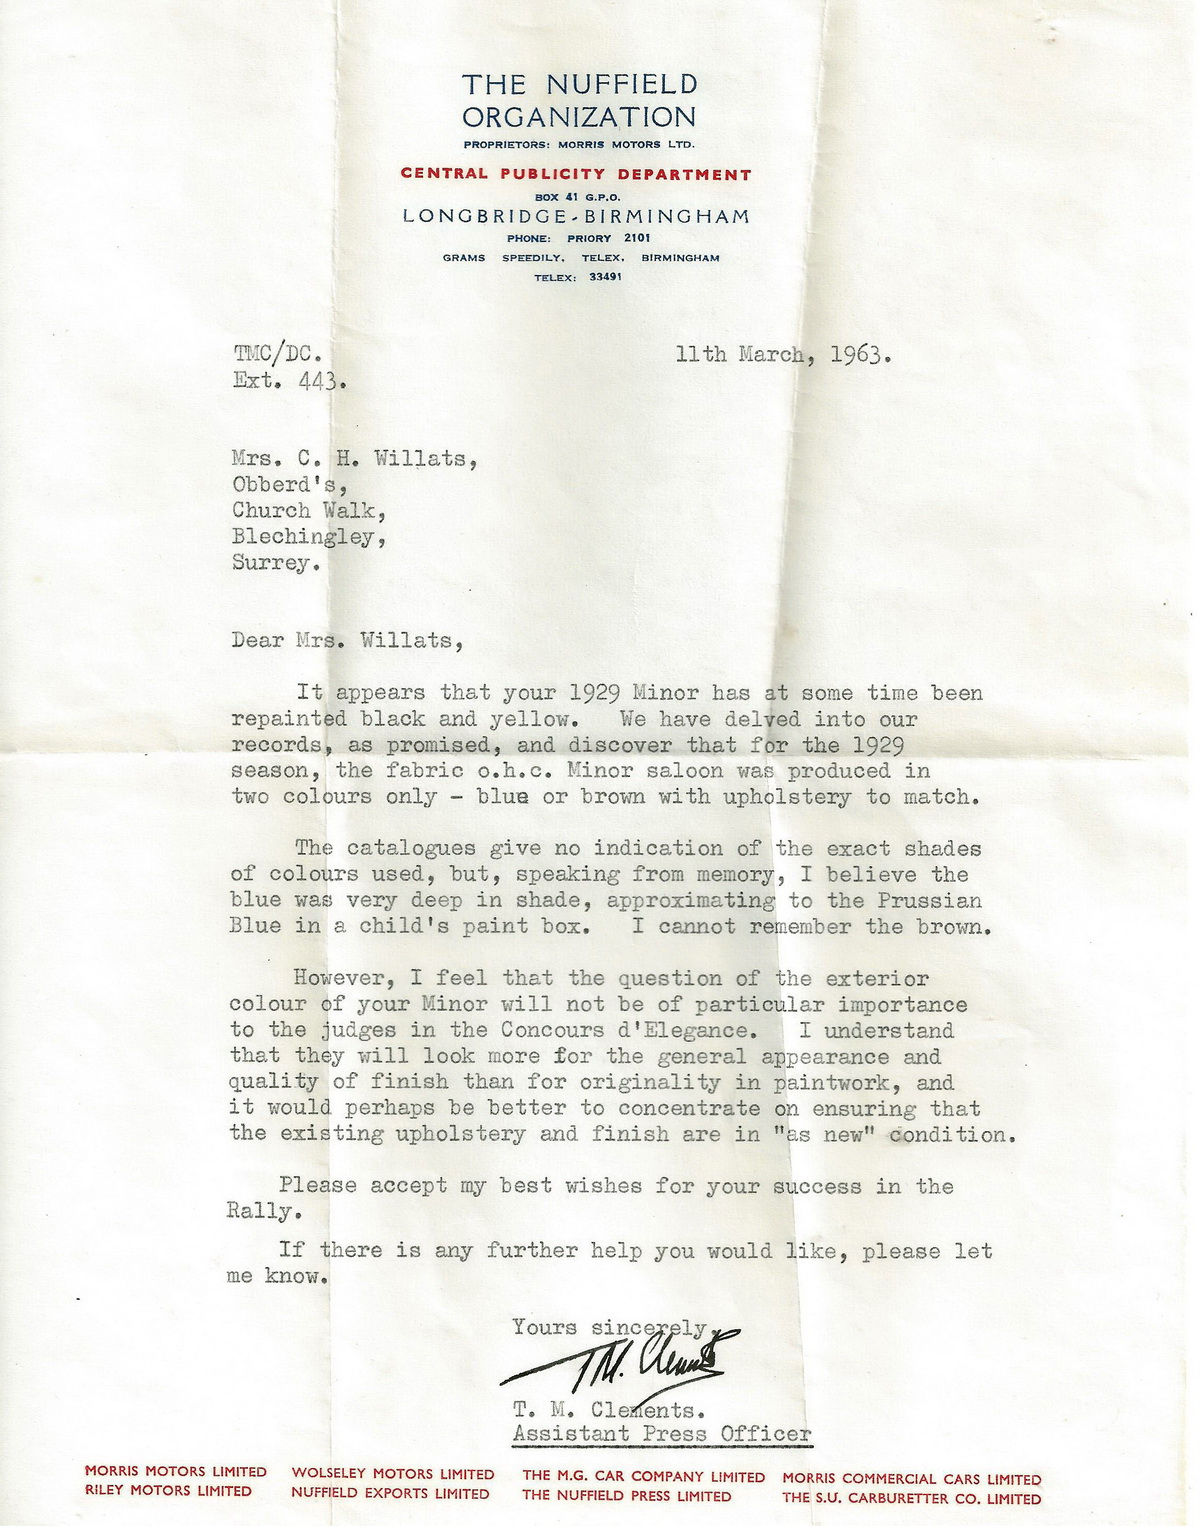 THE NUFFIELD
ORGANIZATION
PROPRIETORS: MORRIS MOTORS LTD.
CENTRAL PUBLICITY DEPARTMENT
BOX 41 G.P.O.
LONGBRIDGE-BIRMINGHAM
PHONE: PRIORY 2101
GRAMS SPEEDILY, TELEX, BIRMINGHAM
TELEX: 33491
TMC/DC. 11th March, 1963.
Ext. 443.
Mrs. C. H. Willats,
Obberd's,
Church Walk,
Blechingley,
Surrey.
Dear Mrs. Willats,
It appears that your 1929 Minor has at some time been
repainted black and yellow. We have delved into our
records, as promised, and discover that for the 1929
season, the fabric o.h.c. Minor saloon was produced in
two colours only - blue or brown with upholstery to match.
The catalogues give no indication of the exact shades
of colours used, but, speaking from memory, I believe the
blue was very deep in shade, approximating to the Prussian
Blue in a child's paint box. I cannot remember the brown.
However, I feel that the question of the exterior
colour of your Minor will not be of particular importance
to the judges in the Concours d'Elegance. I understand
that they will look more for the general appearance and
quality of finish than for originality in paintwork, and
it would perhaps be better to concentrate on ensuring that
the existing upholstery and finish are in "as new" condition.
Please accept my best wishes for your success in the
Rally.
If there is any further help you would like, please let
me know.
Yours sincerely,
T.M. Clements
T. M. Clements.
Assistant Press Officer
MORRIS MOTORS LIMITED WOLSELEY MOTORS LIMITED THE M.G. CAR COMPANY LIMITED MORRIS COMMERCIAL CARS LIMITED
RILEY MOTORS LIMITED NUFFIELD EXPORTS LIMITED THE NUFFIELD PRESS LIMITED THE S.U. CARBURETTER CO. LIMITED